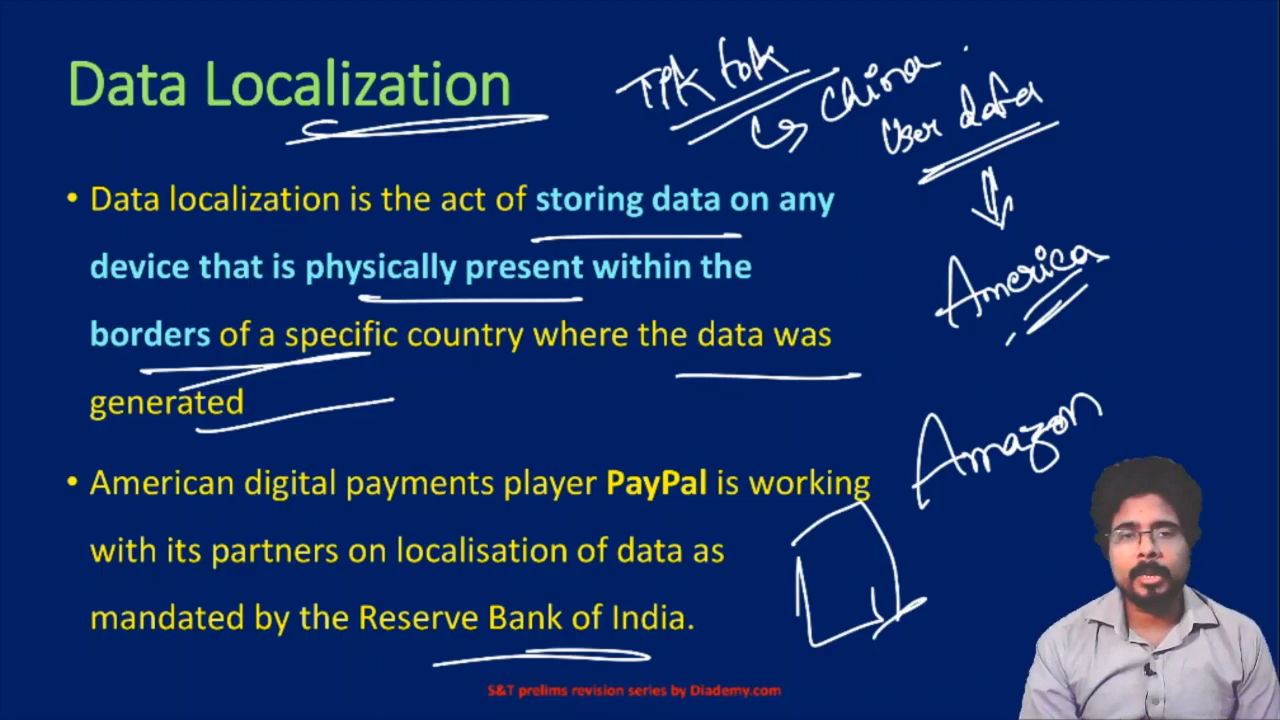 Data Localization
Tik tok
China
User data
America
• Data localization is the act of storing data on any
device that is physically present within the
borders of a specific country where the data was
generated
Amazon
• American digital payments player PayPal is working
with its partners on localisation of data as
mandated by the Reserve Bank of India.
S&T prelims revision series by Diademy.com